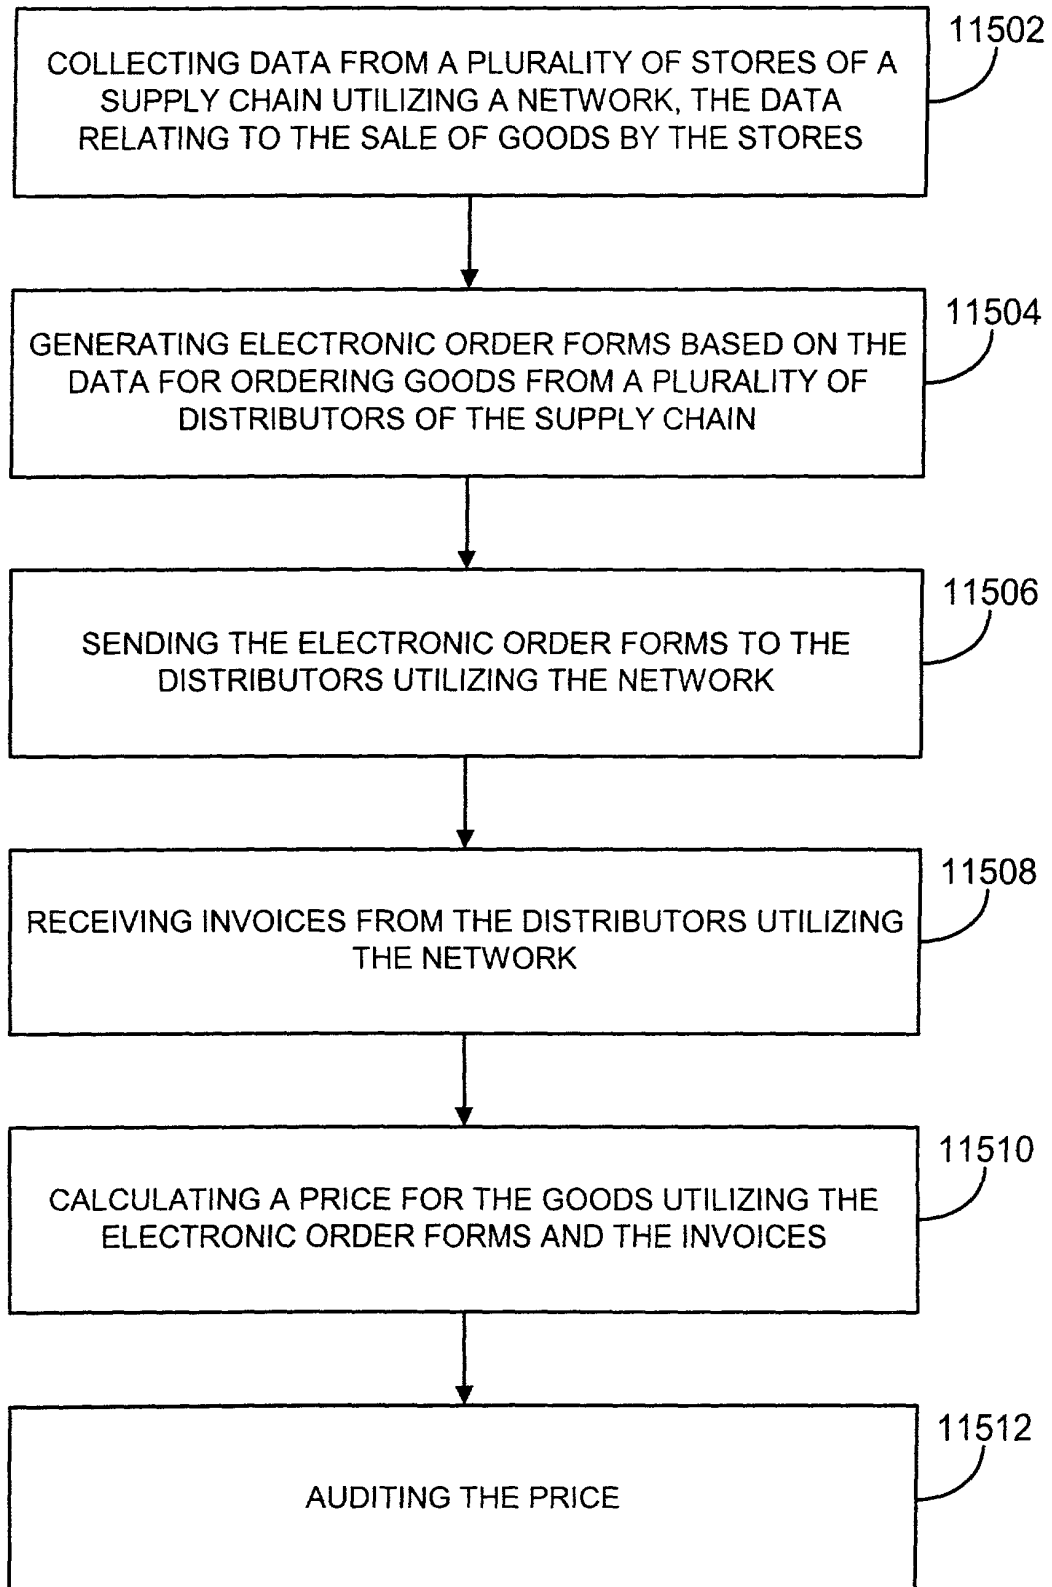 11502
COLLECTING DATA FROM A PLURALITY OF STORES OF A
SUPPLY CHAIN UTILIZING A NETWORK, THE DATA
RELATING TO THE SALE OF GOODS BY THE STORES
11504
GENERATING ELECTRONIC ORDER FORMS BASED ON THE
DATA FOR ORDERING GOODS FROM A PLURALITY OF
DISTRIBUTORS OF THE SUPPLY CHAIN
11506
SENDING THE ELECTRONIC ORDER FORMS TO THE
DISTRIBUTORS UTILIZING THE NETWORK
11508
RECEIVING INVOICES FROM THE DISTRIBUTORS UTILIZING
THE NETWORK
11510
CALCULATING A PRICE FOR THE GOODS UTILIZING THE
ELECTRONIC ORDER FORMS AND THE INVOICES
11512
AUDITING THE PRICE